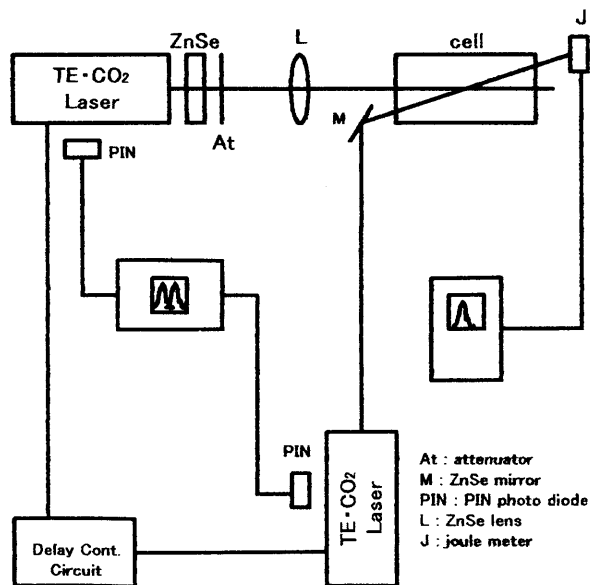 J
ZnSe
L
cell
TE・CO₂
Laser
M
At
PIN
PIN
TE・CO₂
Laser
At : attenuator
M : ZnSe mirror
PIN : PIN photo diode
L : ZnSe lens
J : joule meter
Delay Cont.
Circuit